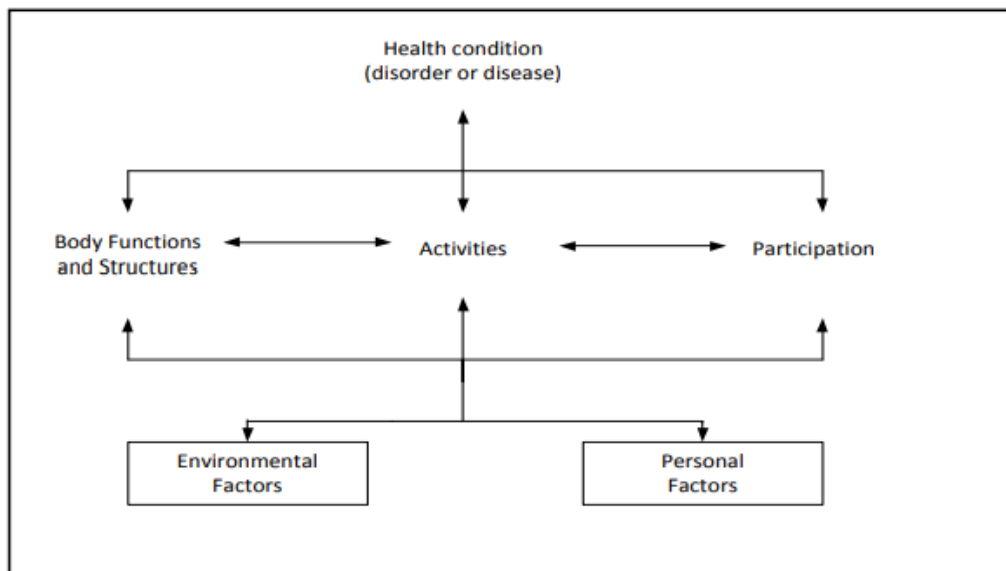 Health condition
(disorder or disease)
Body Functions
and Structures
Activities
Participation
Environmental
Factors
Personal
Factors